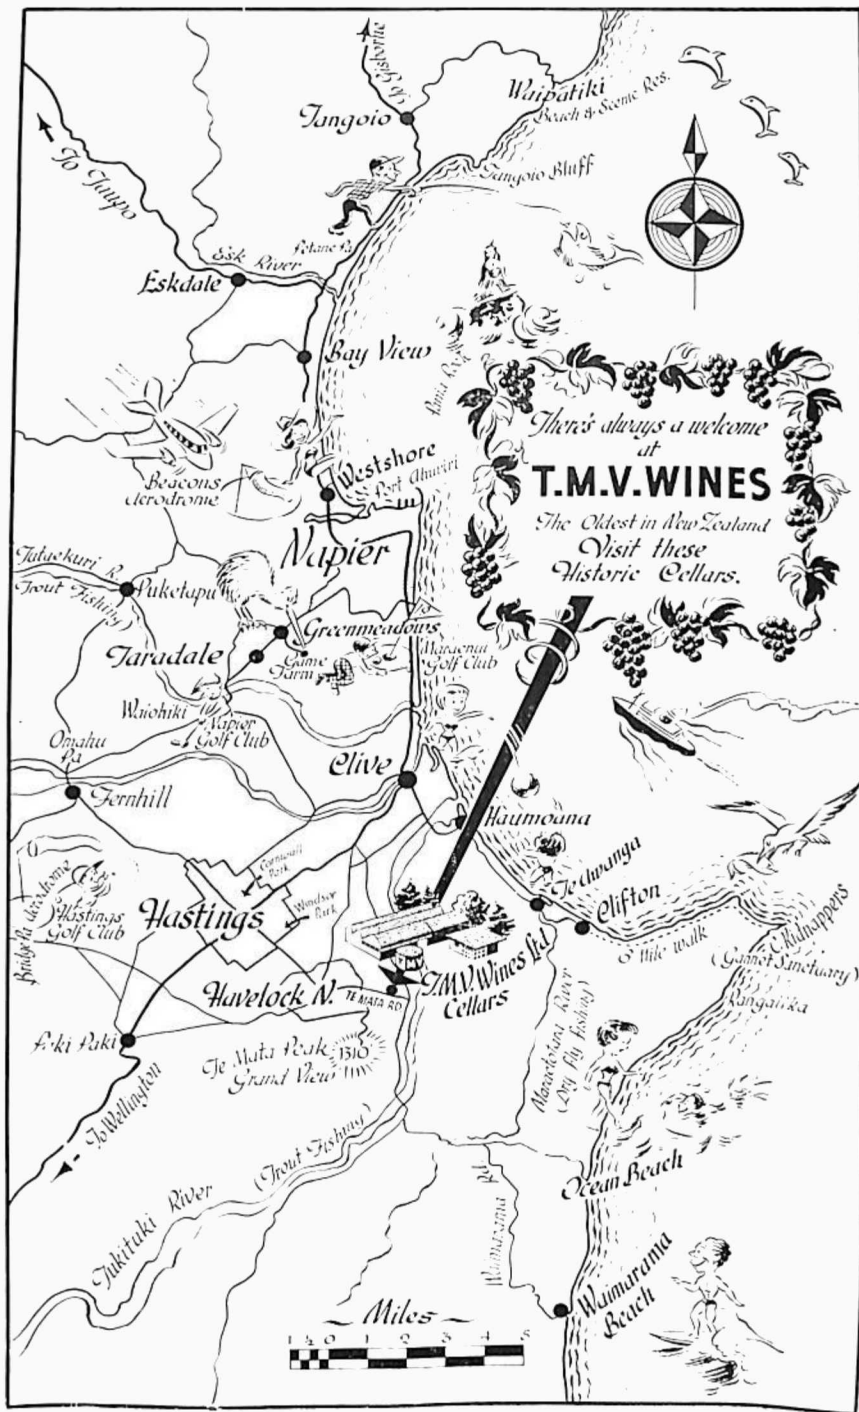 To Gisborne
Waipatiki
Beach & Scenic Res.
Tangoio
Tangoio Bluff
To Taupo
Petane Pa
Esk River
Eskdale
Bay View
Pania Rock
There's always a welcome
at
T.M.V. WINES
The Oldest in New Zealand
Visit these
Historic Cellars.
Westshore
Port Ahuriri
Beacons
Aerodrome
Napier
Tutaekuri R.
(Trout Fishing)
Puketapu
Greenmeadows
Taradale
Game
Farm
Maraenui
Golf Club
Waiohiki
Napier
Golf Club
Omahu
Pa
Clive
Fernhill
Haumoana
Cornwall
Park
Bridge Pa Aerodrome
Hastings
Golf Club
Hastings
Windsor
Park
Te Awanga
Clifton
6 Mile walk
C. Kidnappers
(Gannet Sanctuary)
Rangaiika
Havelock N.
TE MATA RD
T.M.V. Wines Ltd
Cellars
Paki Paki
Te Mata Peak
Grand View
1310
Maraetotara River
(Dry fly fishing)
To Wellington
Tukituki River
(Trout Fishing)
Ocean Beach
Waimarama Rd
Waimarama
Beach
Miles
1 ½ 0 1 2 3 4 5